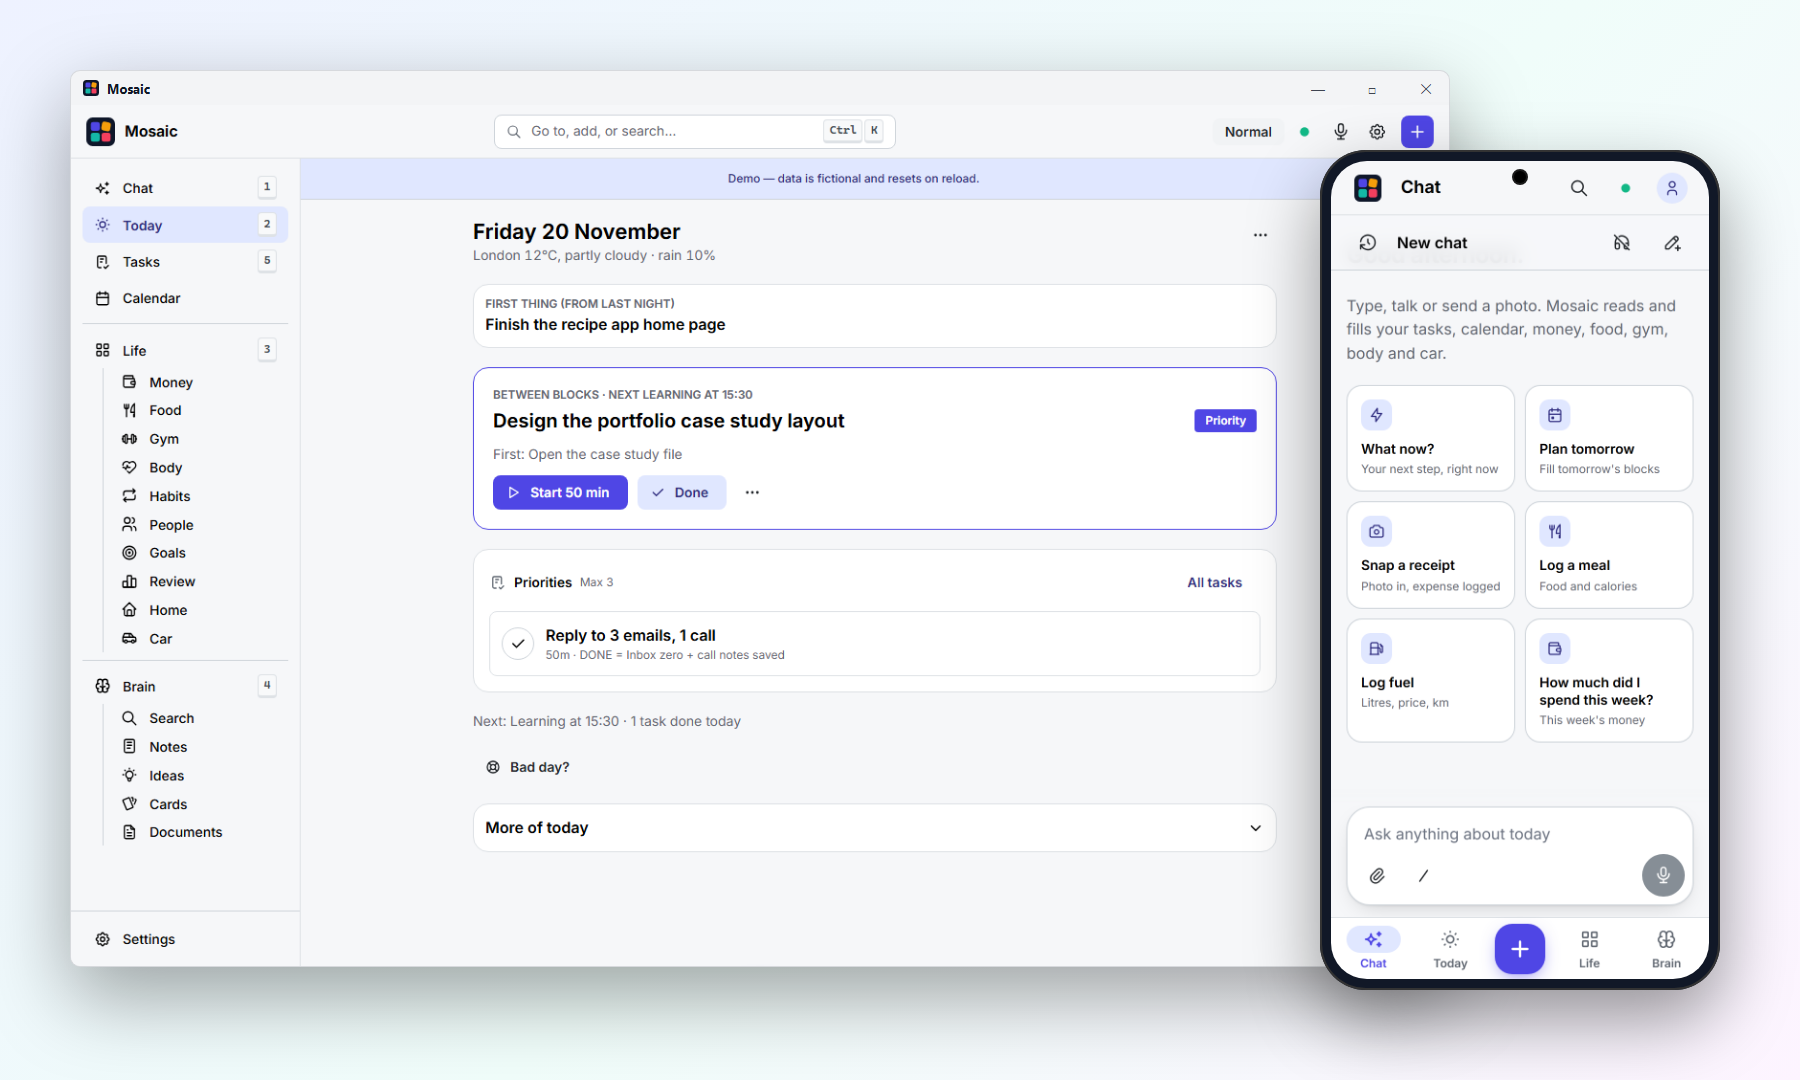 Mosaic
Mosaic
Go to, add, or search...
Ctrl K
Normal
Chat 1
Today 2
Tasks 5
Calendar
Life 3
Money
Food
Gym
Body
Habits
People
Goals
Review
Home
Car
Brain 4
Search
Notes
Ideas
Cards
Documents
Settings
Demo — data is fictional and resets on reload.
Friday 20 November
London 12°C, partly cloudy · rain 10%
FIRST THING (FROM LAST NIGHT)
Finish the recipe app home page
BETWEEN BLOCKS · NEXT LEARNING AT 15:30
Design the portfolio case study layout
Priority
First: Open the case study file
Start 50 min
Done
Priorities Max 3
All tasks
Reply to 3 emails, 1 call
50m · DONE = Inbox zero + call notes saved
Next: Learning at 15:30 · 1 task done today
Bad day?
More of today
Chat
New chat
Good afternoon.
Type, talk or send a photo. Mosaic reads and
fills your tasks, calendar, money, food, gym,
body and car.
What now?
Your next step, right now
Plan tomorrow
Fill tomorrow's blocks
Snap a receipt
Photo in, expense logged
Log a meal
Food and calories
Log fuel
Litres, price, km
How much did I
spend this week?
This week's money
Ask anything about today
Chat
Today
Life
Brain